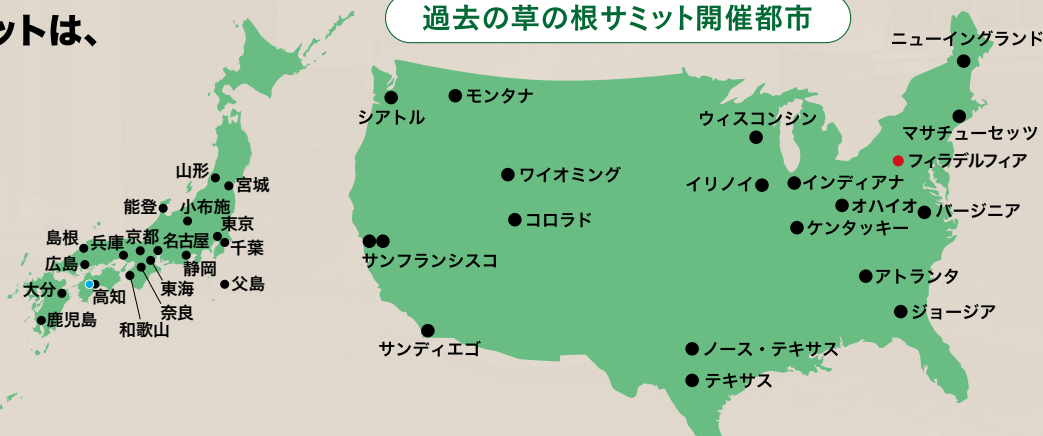 ットは、
過去の草の根サミット開催都市
山形
宮城
能登
小布施
東京
島根
兵庫
京都
名古屋
千葉
広島
静岡
大分
高知
東海
父島
奈良
鹿児島
和歌山
ニューイングランド
モンタナ
シアトル
ウィスコンシン
マサチューセッツ
フィラデルフィア
ワイオミング
イリノイ
インディアナ
オハイオ
バージニア
コロラド
ケンタッキー
サンフランシスコ
アトランタ
ジョージア
サンディエゴ
ノース・テキサス
テキサス